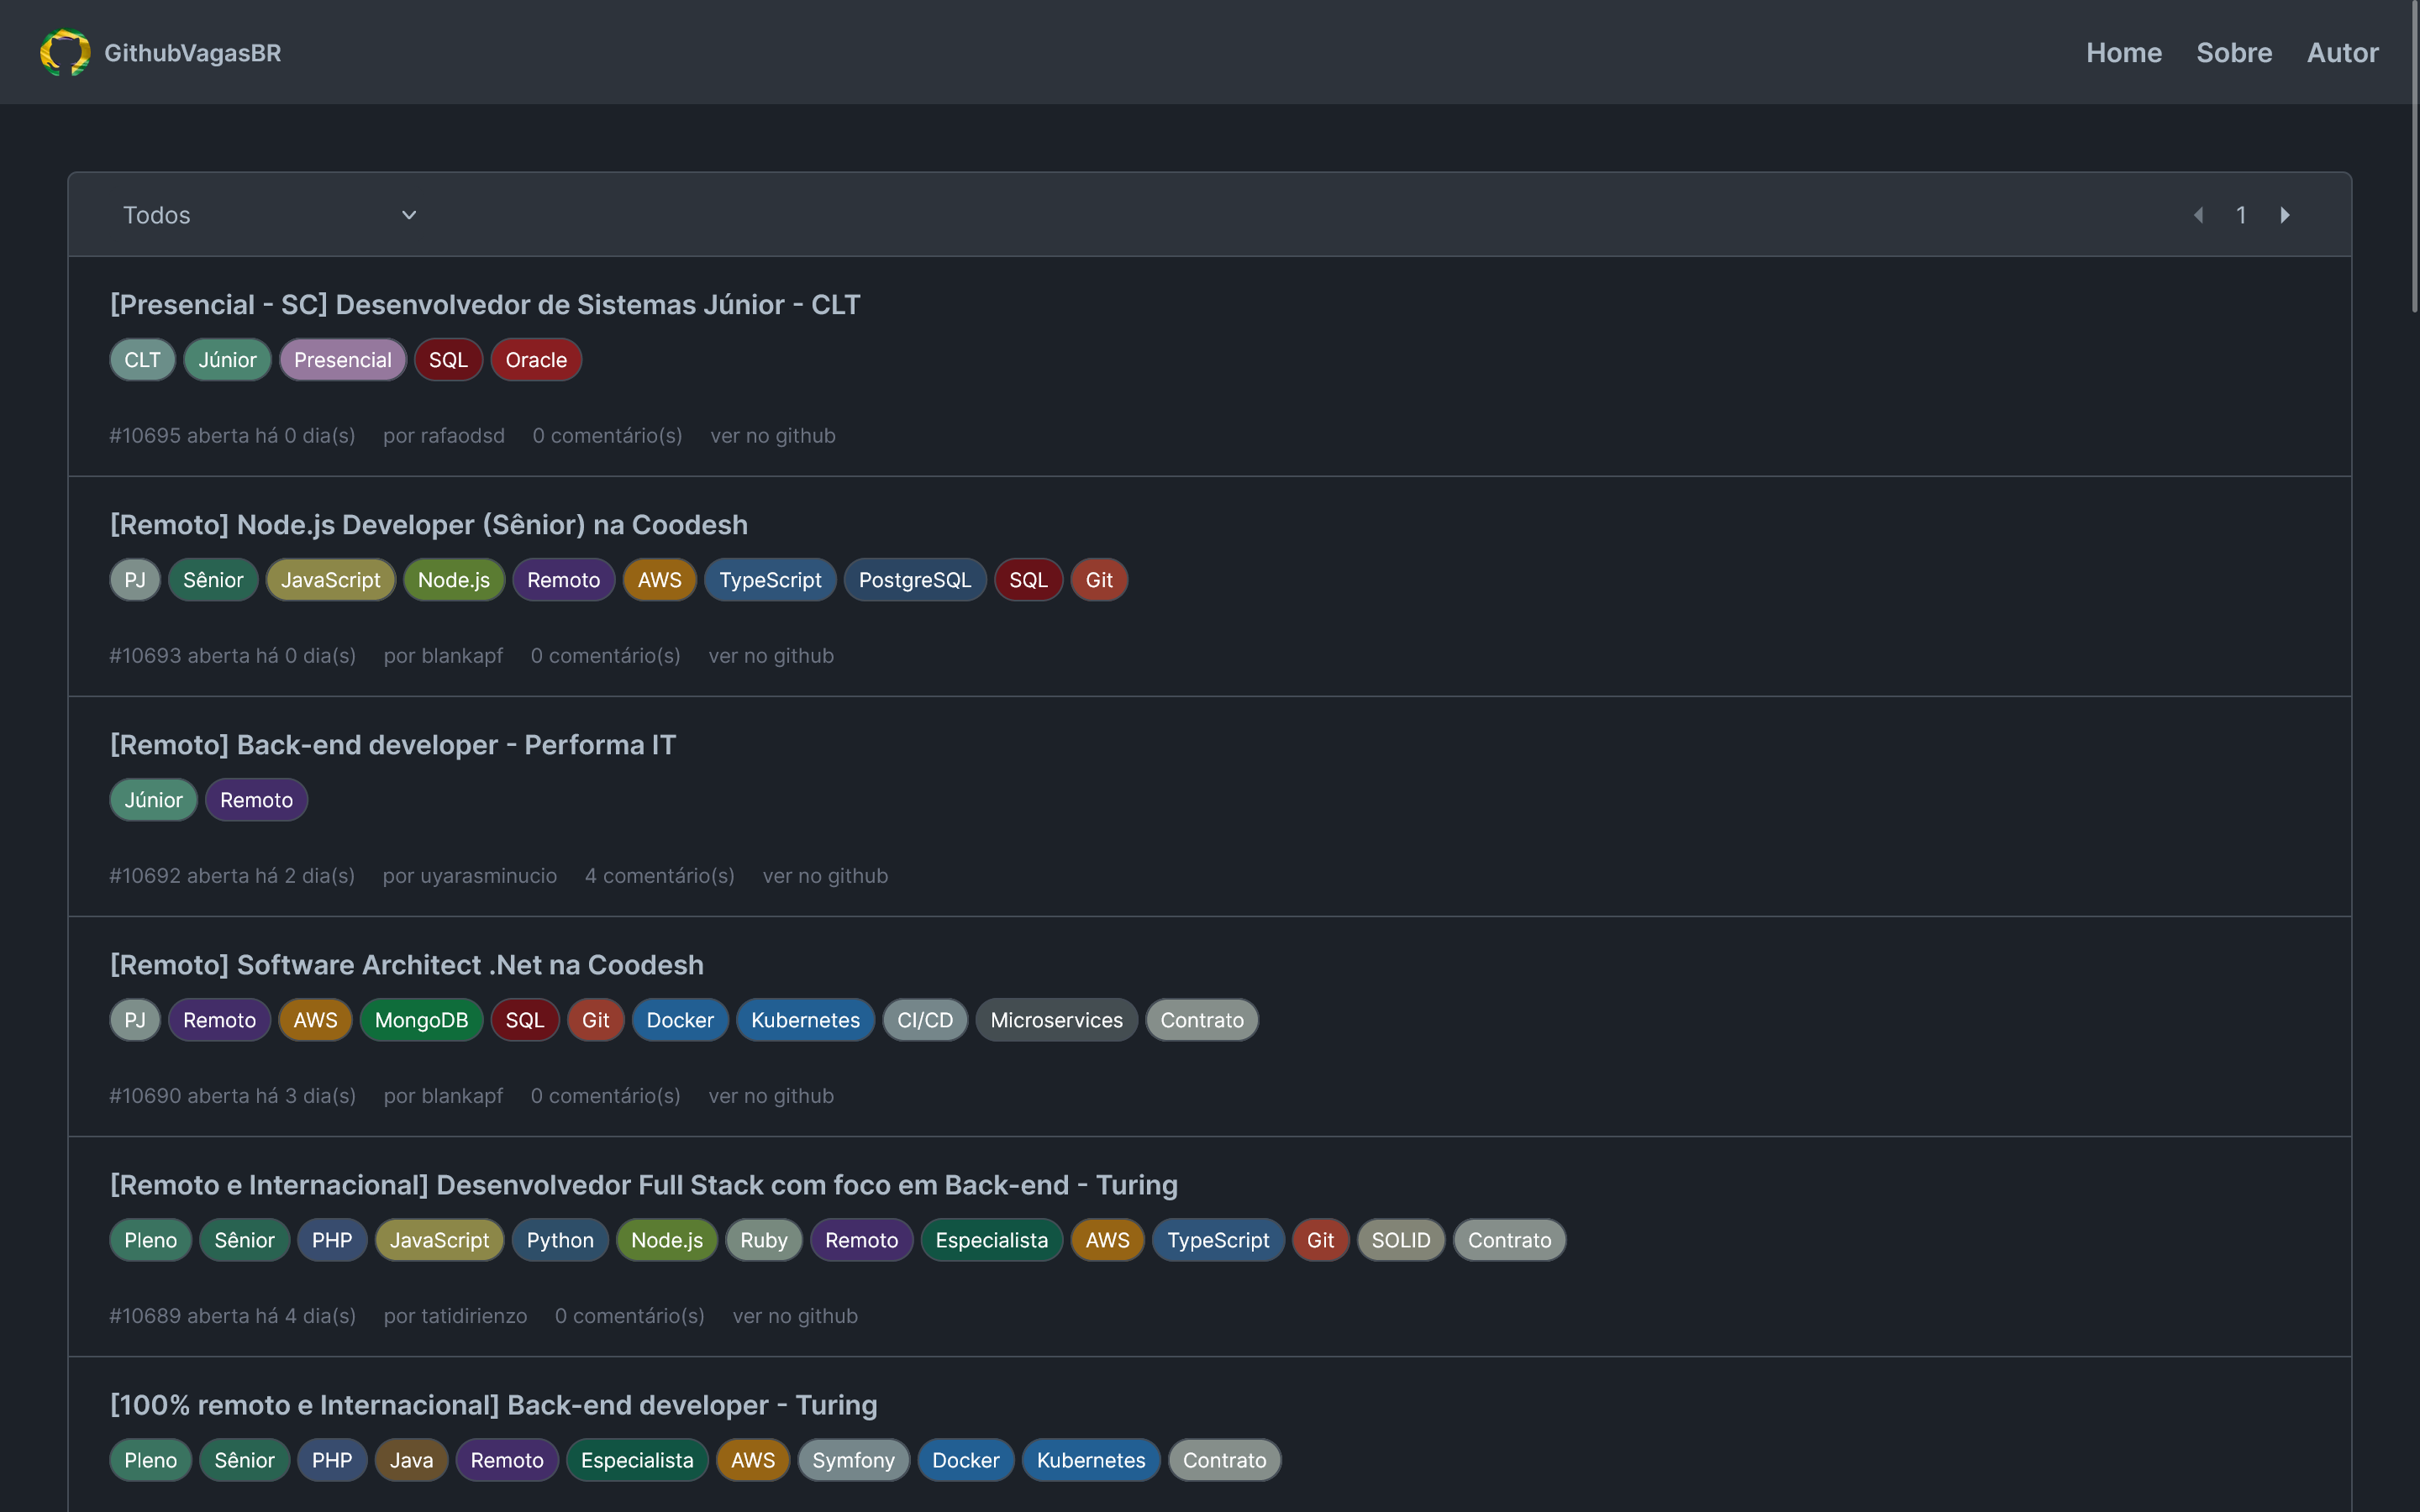 GithubVagasBR Home Sobre Autor
Todos 1
[Presencial - SC] Desenvolvedor de Sistemas Júnior - CLT
CLT Júnior Presencial SQL Oracle
#10695 aberta há 0 dia(s) por rafaodsd 0 comentário(s) ver no github
[Remoto] Node.js Developer (Sênior) na Coodesh
PJ Sênior JavaScript Node.js Remoto AWS TypeScript PostgreSQL SQL Git
#10693 aberta há 0 dia(s) por blankapf 0 comentário(s) ver no github
[Remoto] Back-end developer - Performa IT
Júnior Remoto
#10692 aberta há 2 dia(s) por uyarasminucio 4 comentário(s) ver no github
[Remoto] Software Architect .Net na Coodesh
PJ Remoto AWS MongoDB SQL Git Docker Kubernetes CI/CD Microservices Contrato
#10690 aberta há 3 dia(s) por blankapf 0 comentário(s) ver no github
[Remoto e Internacional] Desenvolvedor Full Stack com foco em Back-end - Turing
Pleno Sênior PHP JavaScript Python Node.js Ruby Remoto Especialista AWS TypeScript Git SOLID Contrato
#10689 aberta há 4 dia(s) por tatidirienzo 0 comentário(s) ver no github
[100% remoto e Internacional] Back-end developer - Turing
Pleno Sênior PHP Java Remoto Especialista AWS Symfony Docker Kubernetes Contrato